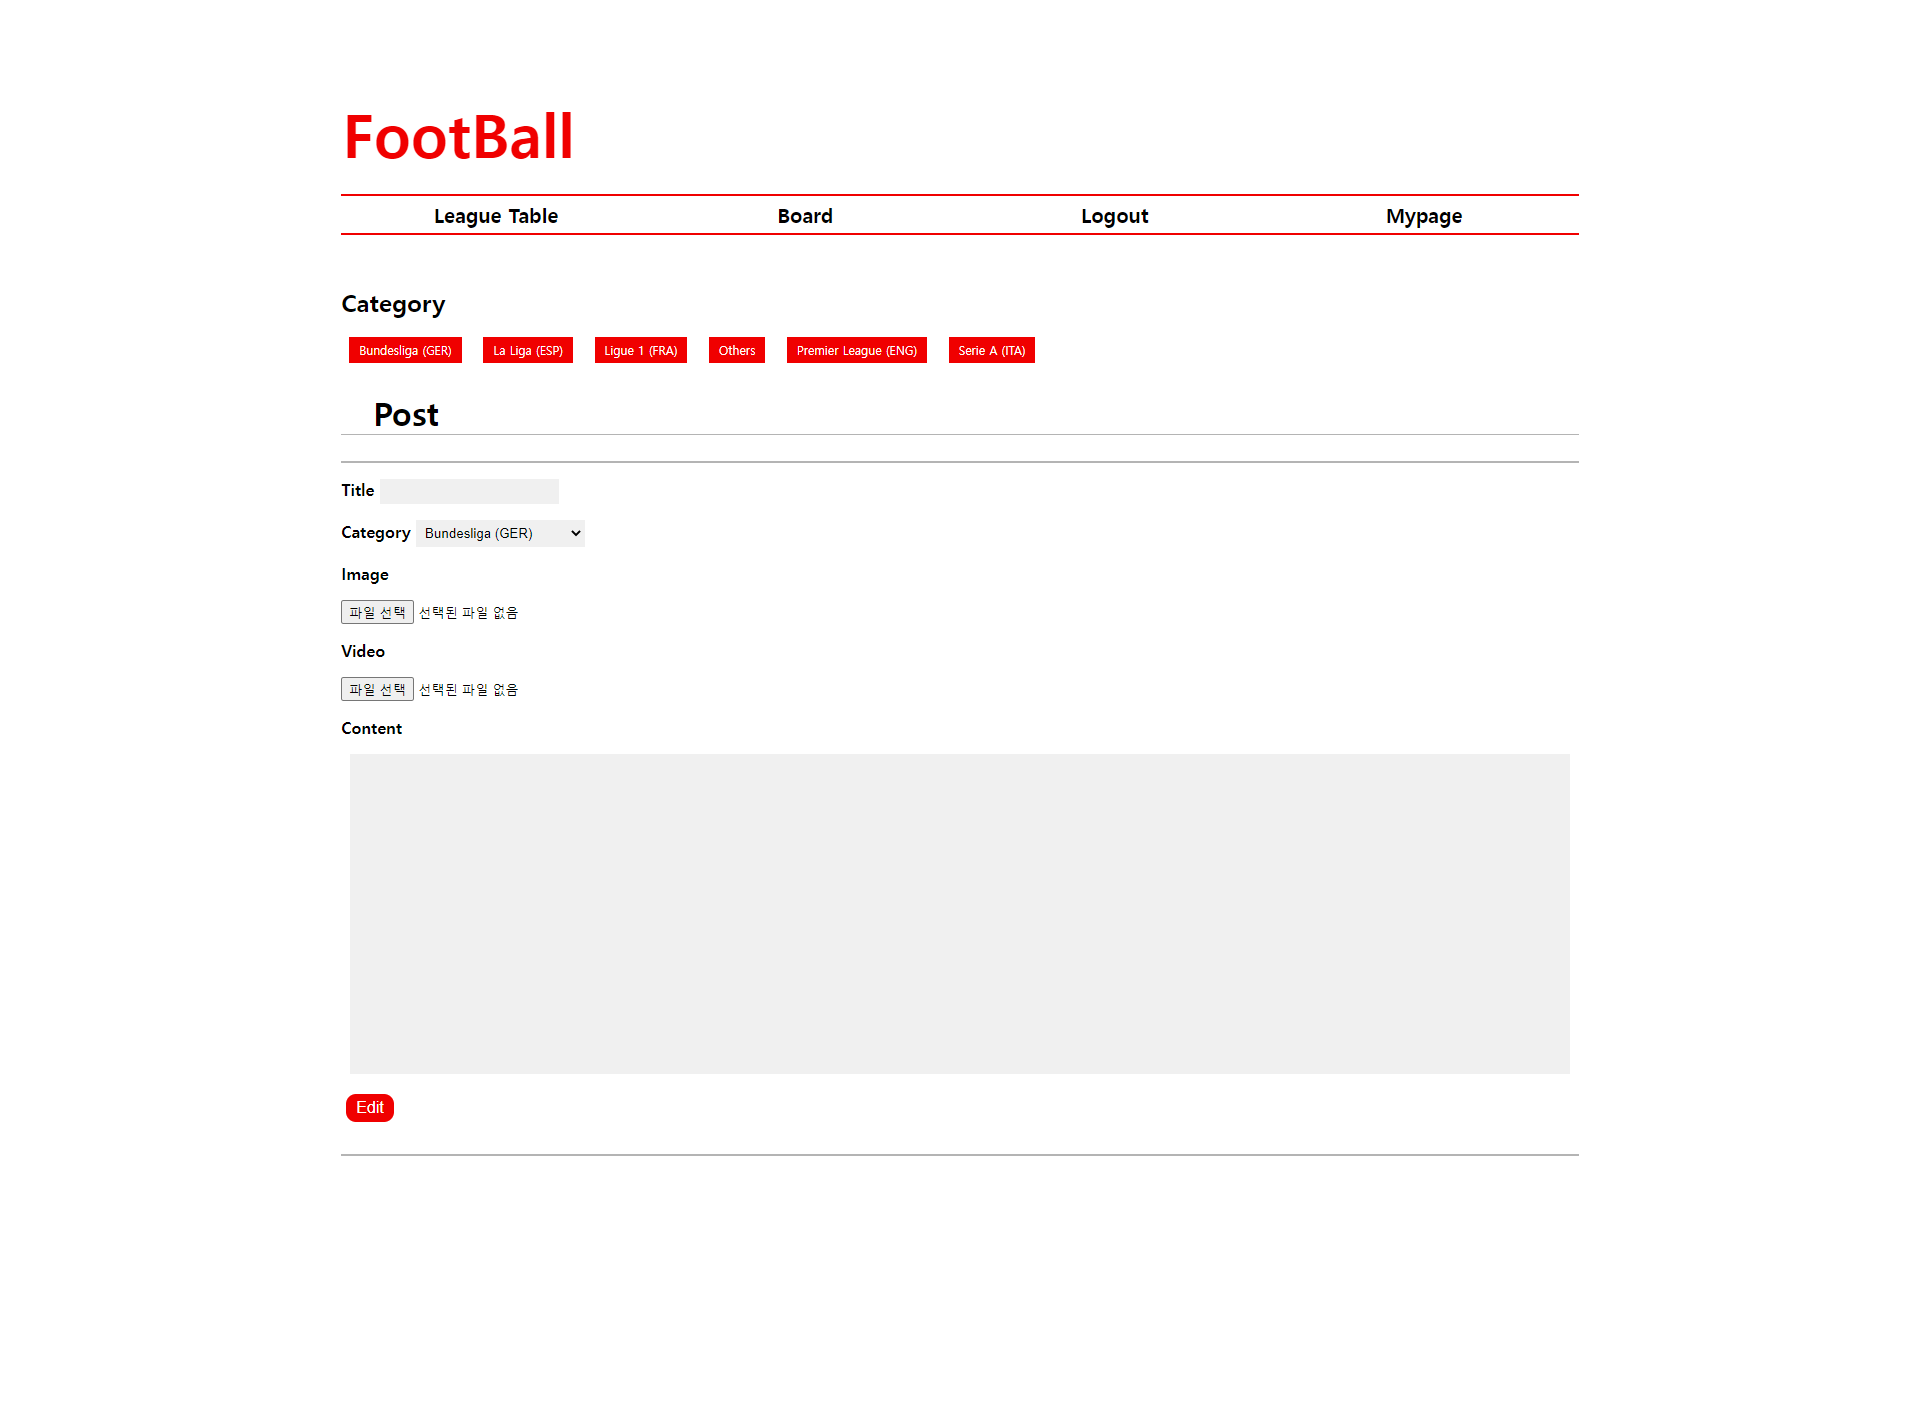 FootBall
League Table Board Logout Mypage
Category
Bundesliga (GER) La Liga (ESP) Ligue 1 (FRA) Others Premier League (ENG) Serie A (ITA)
Post
Title
Category Bundesliga (GER)
Image
파일 선택 선택된 파일 없음
Video
파일 선택 선택된 파일 없음
Content
Edit